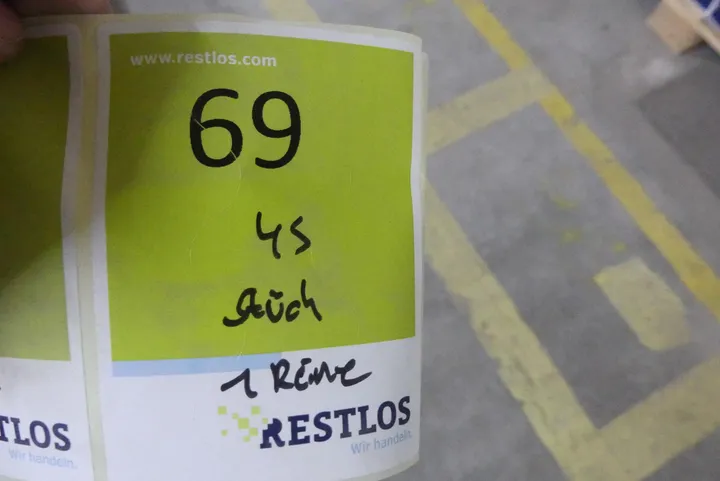 www.restlos.com
69
45
Stück
1 Reihe
RESTLOS
Wir handeln.
TLOS
Wir handeln.